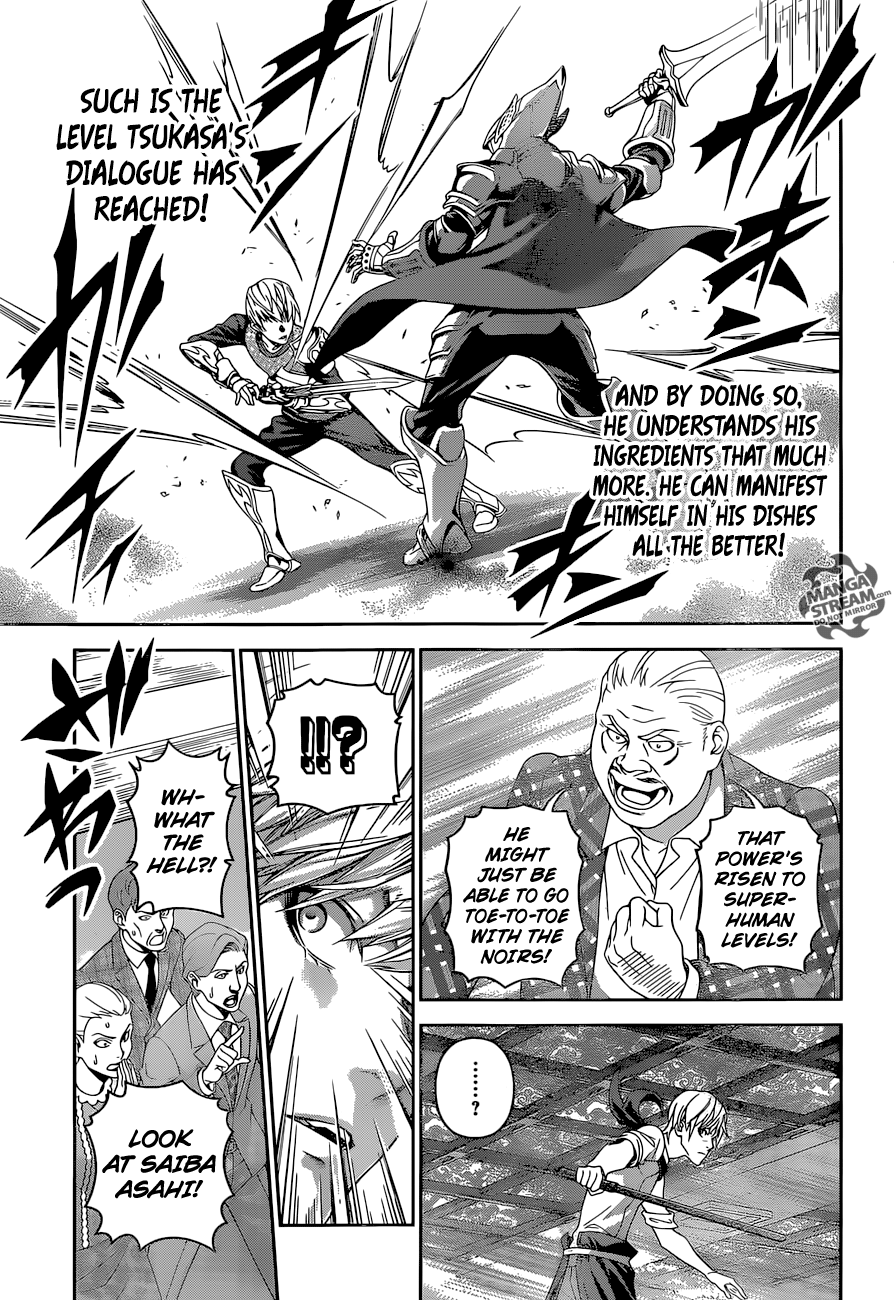 SUCH IS THE
LEVEL TSUKASA'S
DIALOGUE HAS
REACHED!
AND BY DOING SO,
HE UNDERSTANDS HIS
INGREDIENTS THAT MUCH
MORE. HE CAN MANIFEST
HIMSELF IN HIS DISHES
ALL THE BETTER!
MANGA
STREAM.com
DO NOT MIRROR
THAT
POWER'S
RISEN TO
SUPER-
HUMAN
LEVELS!
HE
MIGHT
JUST BE
ABLE TO GO
TOE-TO-TOE
WITH THE
NOIRS!
........?
!!?
WH-
WHAT
THE
HELL?!
LOOK
AT SAIBA
ASAHI!